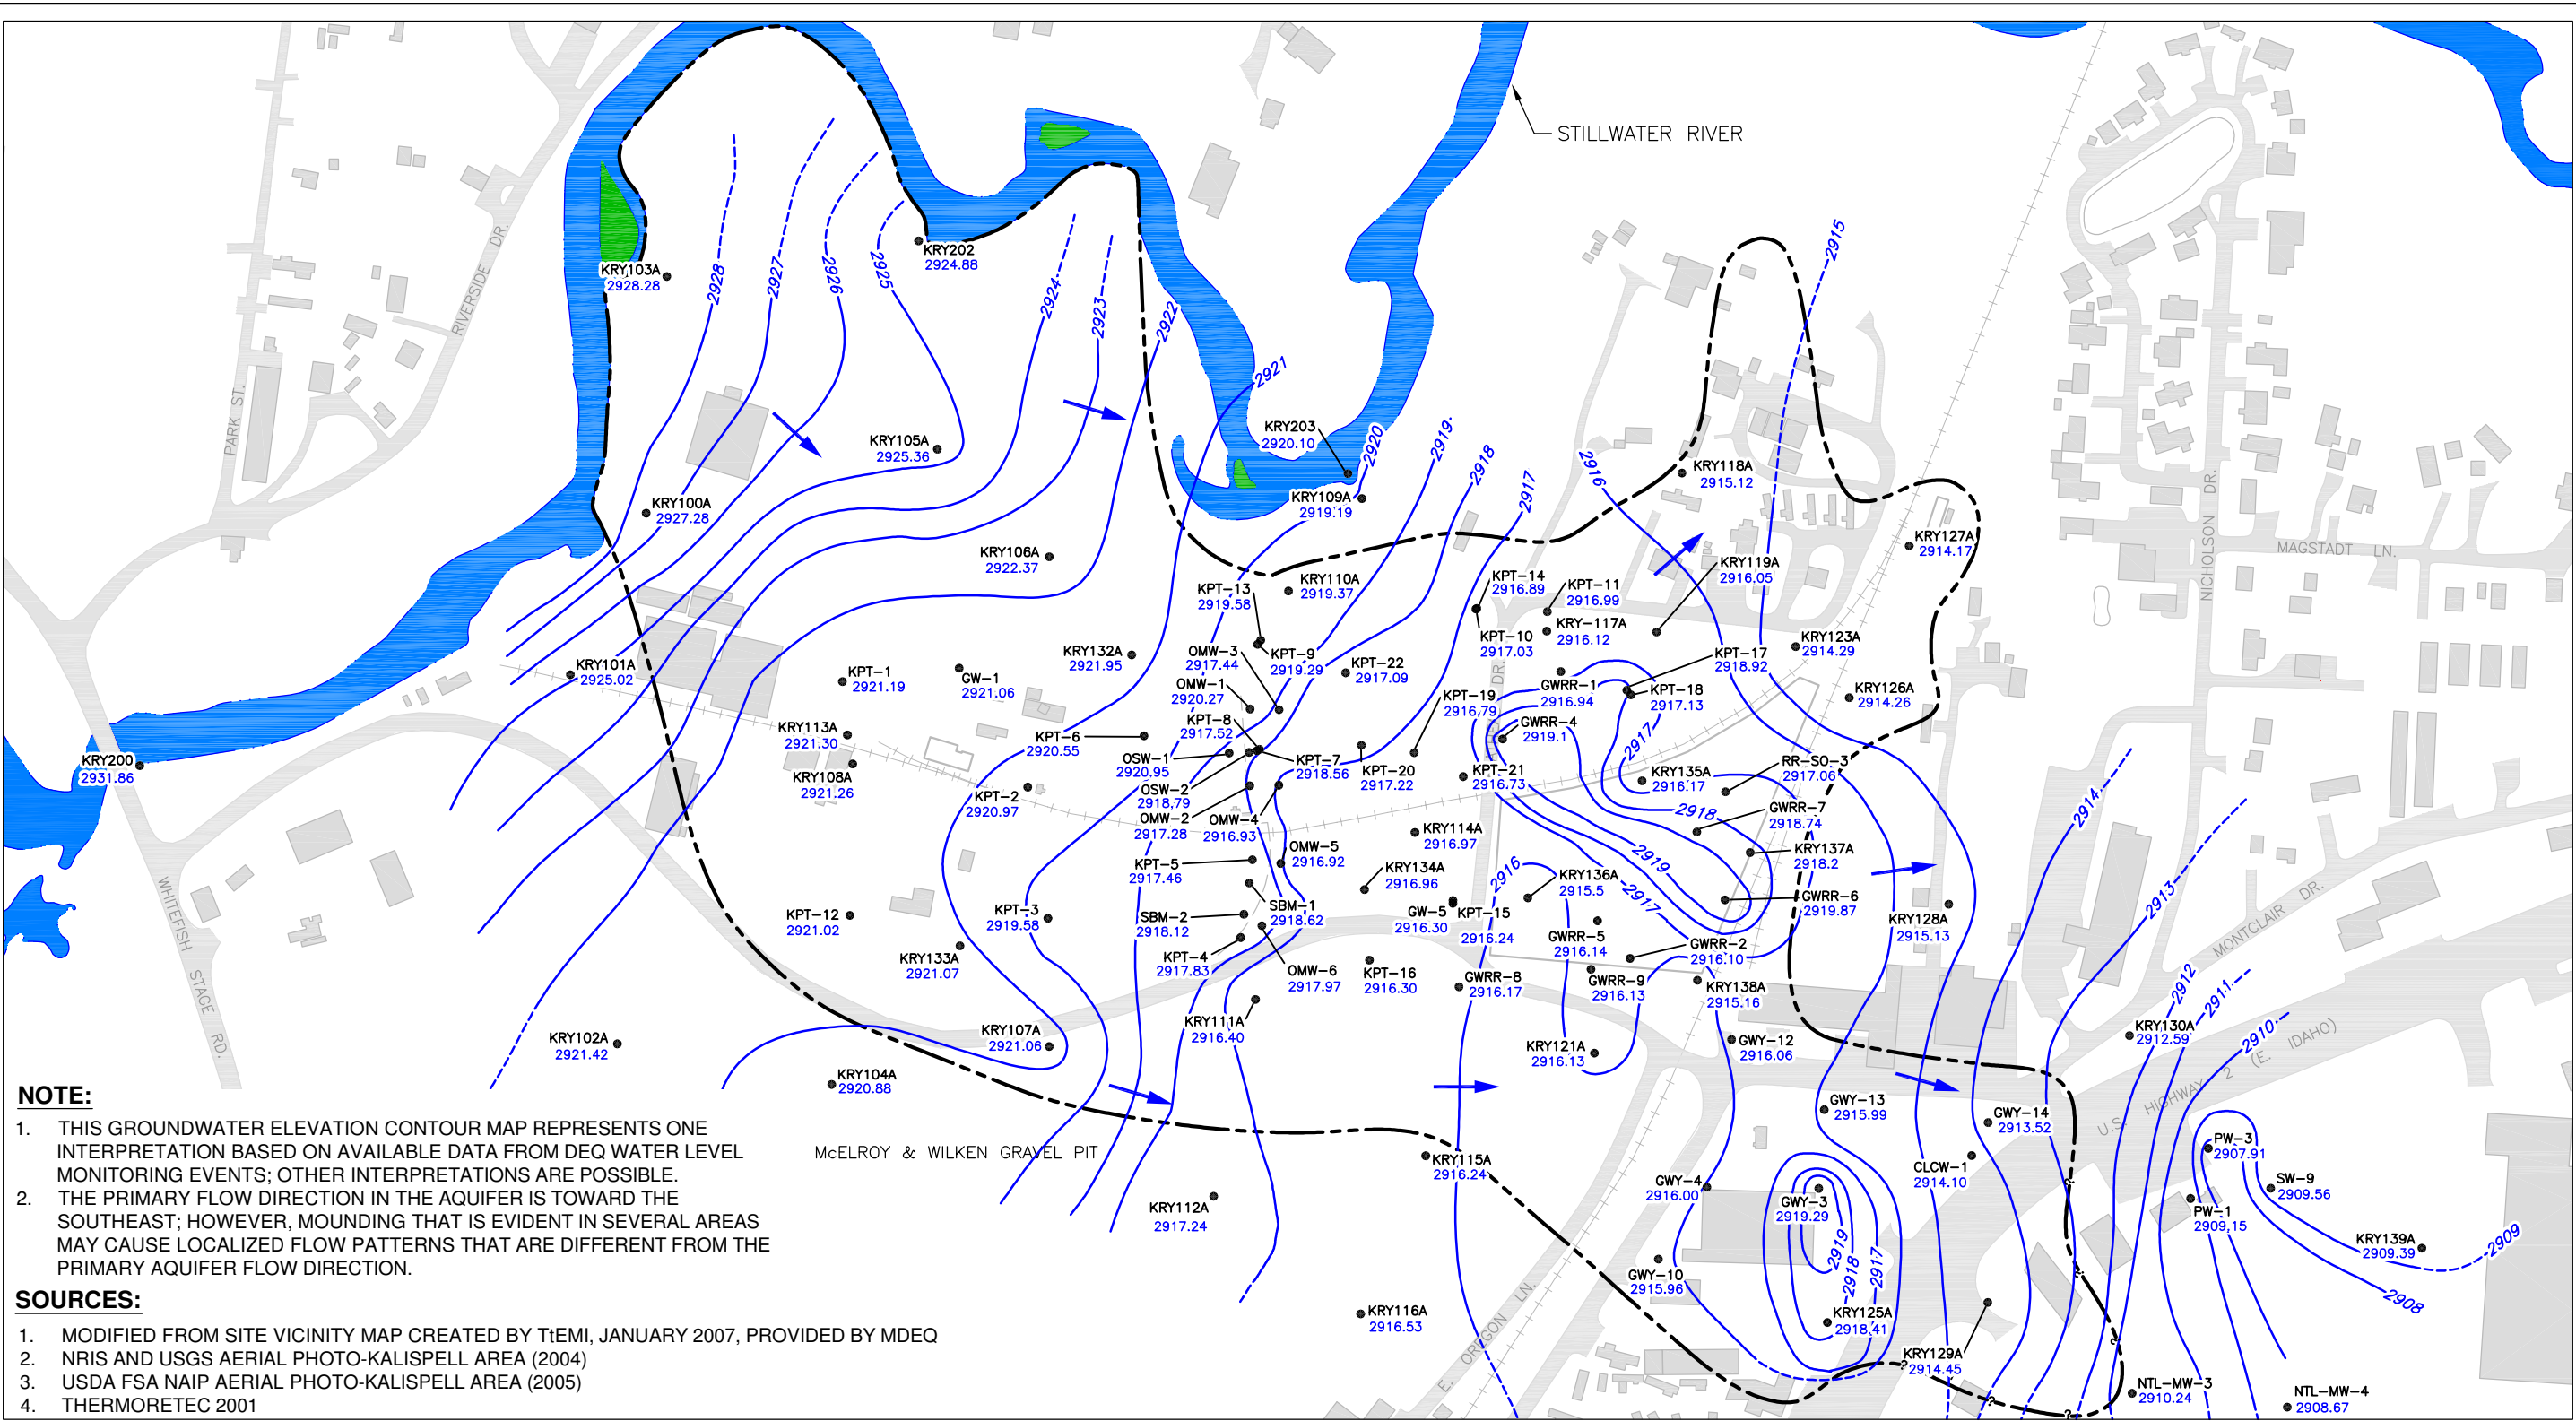 STILLWATER RIVER
PARK ST.
RIVERSIDE DR.
WHITEFISH STAGE RD.
NICHOLSON DR.
MAGSTADT LN.
MONTCLAIR DR.
U.S. HIGHWAY 2 (E. IDAHO)
E. OREGON LN.
DR.
McELROY & WILKEN GRAVEL PIT
2928
2927
2926
2925
2924
2923
2922
2921
2920
2919
2918
2917
2916
2915
2914
2913
2912
2911
2910
2909
2908
2917
2918
2919
2917
2916
2919
2918
2917
KRY103A
2928.28
KRY202
2924.88
KRY105A
2925.36
KRY100A
2927.28
KRY106A
2922.37
KRY203
2920.10
KRY109A
2919.19
KRY110A
2919.37
KPT-13
2919.58
KPT-9
2919.29
OMW-3
2917.44
OMW-1
2920.27
KPT-8
2917.52
KPT-7
2918.56
OSW-1
2920.95
OSW-2
2918.79
OMW-2
2917.28
OMW-4
2916.93
OMW-5
2916.92
KPT-5
2917.46
SBM-1
2918.62
SBM-2
2918.12
KPT-4
2917.83
OMW-6
2917.97
KRY111A
2916.40
KRY112A
2917.24
KRY101A
2925.02
KRY200
2931.86
KPT-1
2921.19
GW-1
2921.06
KRY132A
2921.95
KRY113A
2921.30
KRY108A
2921.26
KPT-6
2920.55
KPT-2
2920.97
KPT-12
2921.02
KPT-3
2919.58
KRY133A
2921.07
KRY107A
2921.06
KRY102A
2921.42
KRY104A
2920.88
KPT-22
2917.09
KPT-20
2917.22
KPT-19
2916.79
KPT-21
2916.73
KPT-14
2916.89
KPT-10
2917.03
KPT-11
2916.99
KRY-117A
2916.12
KRY118A
2915.12
KRY119A
2916.05
KPT-17
2918.92
KPT-18
2917.13
GWRR-1
2916.94
GWRR-4
2919.1
KRY127A
2914.17
KRY123A
2914.29
KRY126A
2914.26
KRY135A
2916.17
RR-SO-3
2917.06
GWRR-7
2918.74
KRY137A
2918.2
GWRR-6
2919.87
KRY114A
2916.97
KRY134A
2916.96
GW-5
2916.30
KPT-15
2916.24
KPT-16
2916.30
KRY136A
2915.5
GWRR-5
2916.14
GWRR-2
2916.10
GWRR-8
2916.17
GWRR-9
2916.13
KRY138A
2915.16
KRY121A
2916.13
KRY128A
2915.13
GWY-12
2916.06
GWY-13
2915.99
GWY-14
2913.52
CLCW-1
2914.10
KRY130A
2912.59
PW-3
2907.91
PW-1
2909.15
SW-9
2909.56
KRY139A
2909.39
KRY115A
2916.24
KRY116A
2916.53
GWY-4
2916.00
GWY-3
2919.29
GWY-10
2915.96
KRY125A
2918.41
KRY129A
2914.45
NTL-MW-3
2910.24
NTL-MW-4
2908.67
?
?
?
?
?
?
NOTE:
1. THIS GROUNDWATER ELEVATION CONTOUR MAP REPRESENTS ONE
INTERPRETATION BASED ON AVAILABLE DATA FROM DEQ WATER LEVEL
MONITORING EVENTS; OTHER INTERPRETATIONS ARE POSSIBLE.
2. THE PRIMARY FLOW DIRECTION IN THE AQUIFER IS TOWARD THE
SOUTHEAST; HOWEVER, MOUNDING THAT IS EVIDENT IN SEVERAL AREAS
MAY CAUSE LOCALIZED FLOW PATTERNS THAT ARE DIFFERENT FROM THE
PRIMARY AQUIFER FLOW DIRECTION.
SOURCES:
1. MODIFIED FROM SITE VICINITY MAP CREATED BY TtEMI, JANUARY 2007, PROVIDED BY MDEQ
2. NRIS AND USGS AERIAL PHOTO-KALISPELL AREA (2004)
3. USDA FSA NAIP AERIAL PHOTO-KALISPELL AREA (2005)
4. THERMORETEC 2001